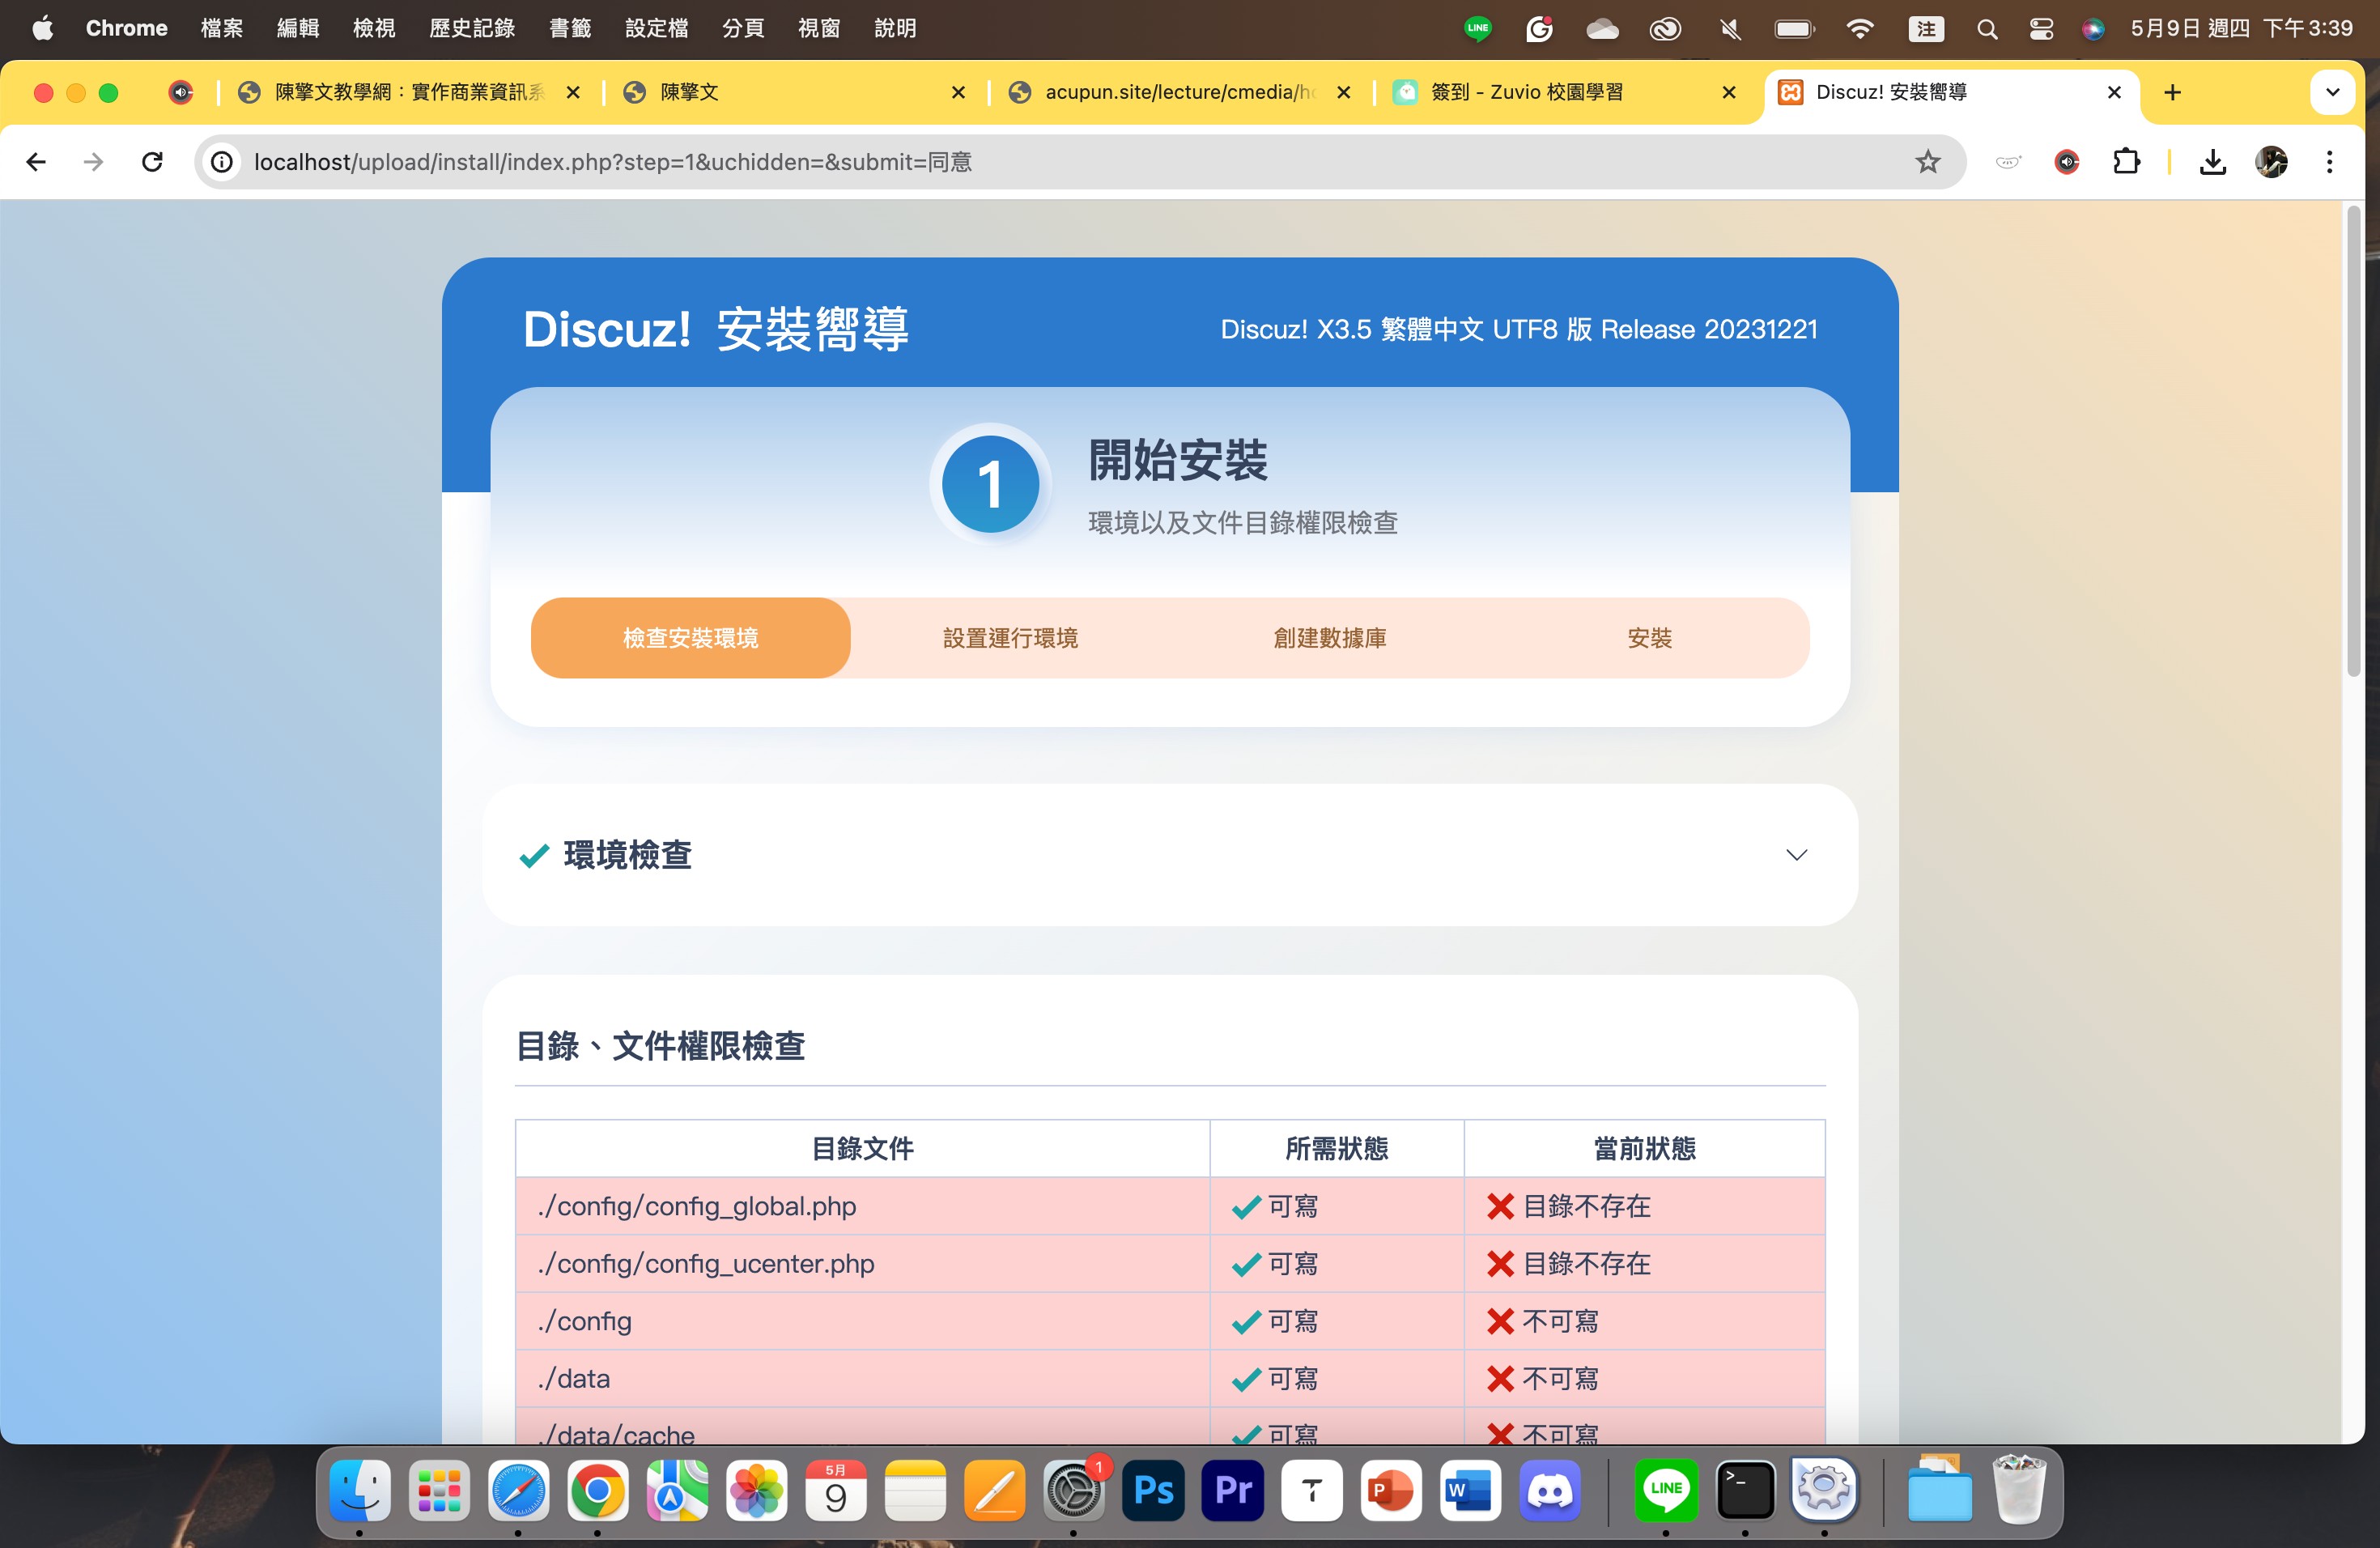 Chrome 檔案 編輯 檢視 歷史記錄 書籤 設定檔 分頁 視窗 說明 LINE 注 5月9日 週四 下午3:39
陳擎文教學網：實作商業資訊系 陳擎文 acupun.site/lecture/cmedia/ho 簽到 - Zuvio 校園學習 Discuz! 安裝嚮導
localhost/upload/install/index.php?step=1&uchidden=&submit=同意
Discuz! 安裝嚮導 Discuz! X3.5 繁體中文 UTF8 版 Release 20231221
1 開始安裝
環境以及文件目錄權限檢查
檢查安裝環境 設置運行環境 創建數據庫 安裝
環境檢查
目錄、文件權限檢查
目錄文件 所需狀態 當前狀態
./config/config_global.php 可寫 目錄不存在
./config/config_ucenter.php 可寫 目錄不存在
./config 可寫 不可寫
./data 可寫 不可寫
./data/cache 可寫 不可寫
5月 9 1 Ps Pr T P W LINE >_